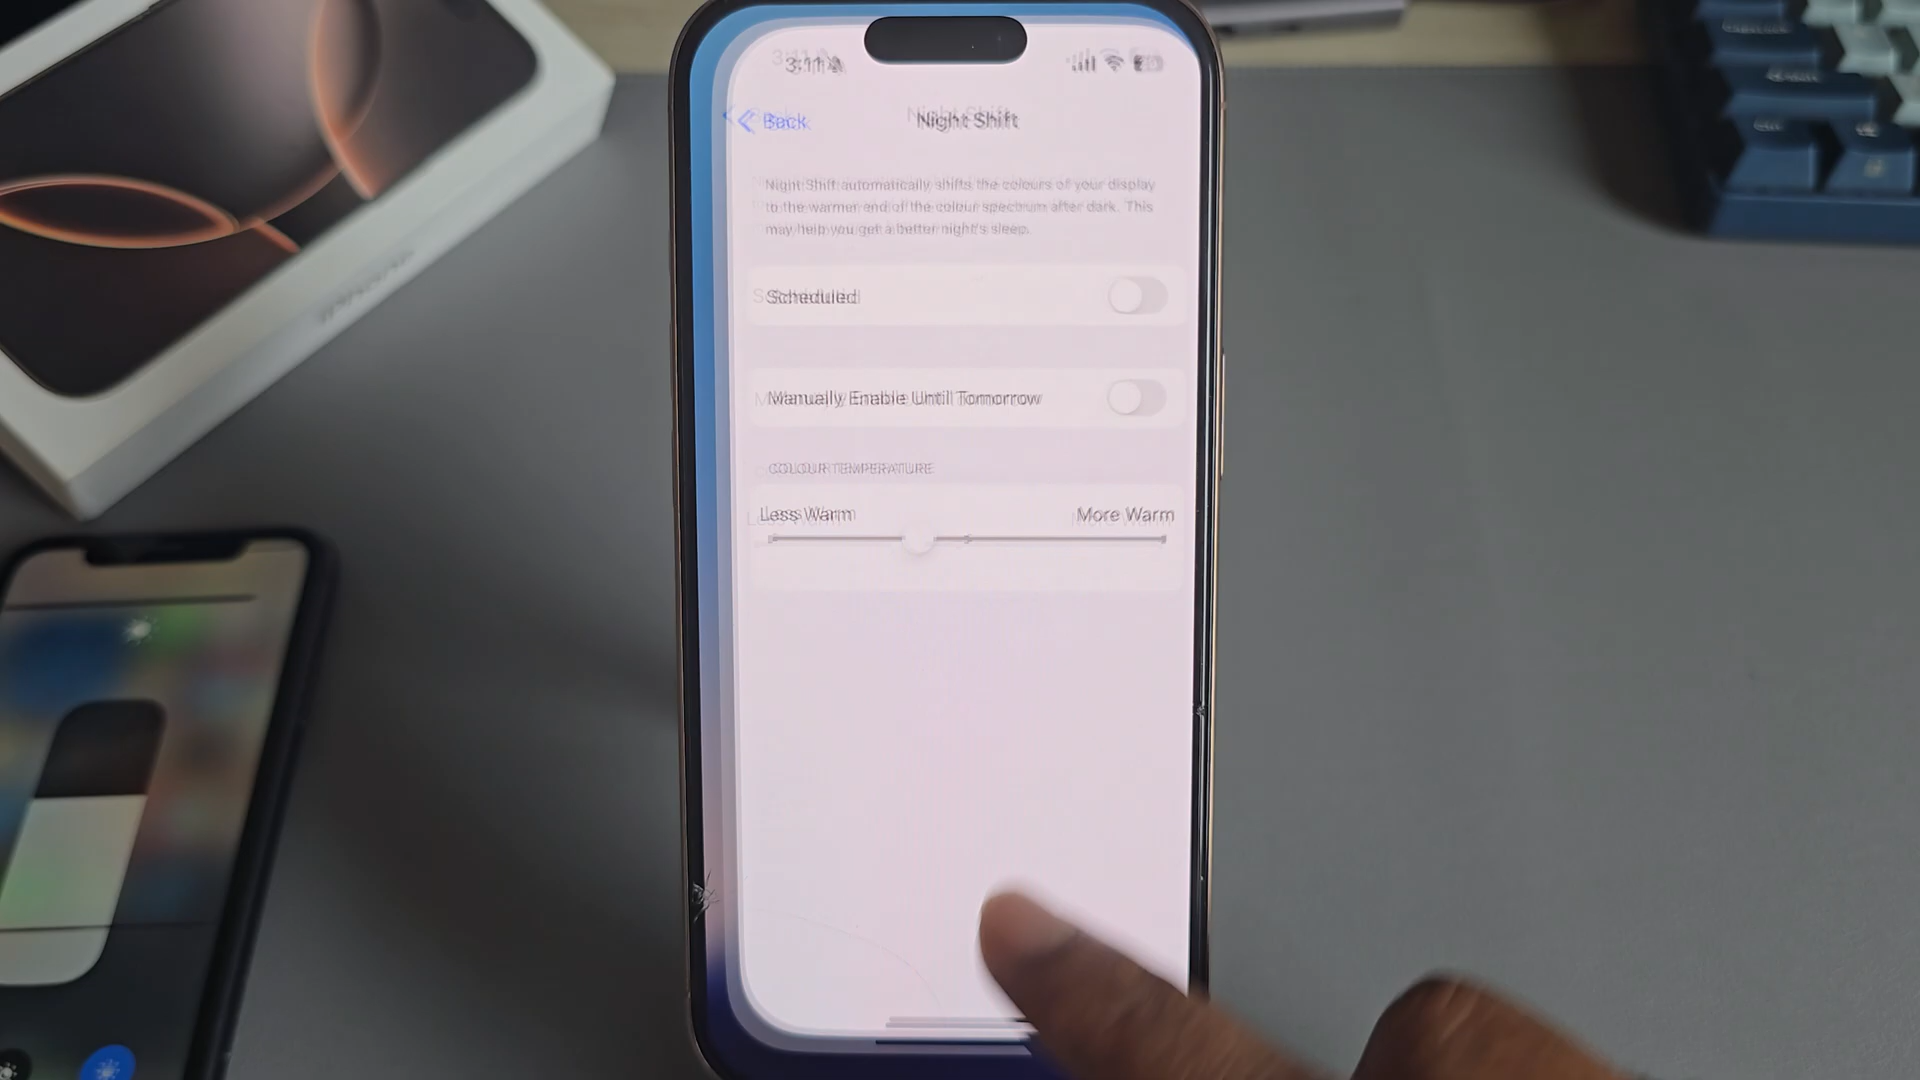 3:11
Back
Night Shift
Night Shift automatically shifts the colours of your display
to the warmer end of the colour spectrum after dark. This
may help you get a better night's sleep.
Scheduled
Manually Enable Until Tomorrow
COLOUR TEMPERATURE
Less Warm
More Warm